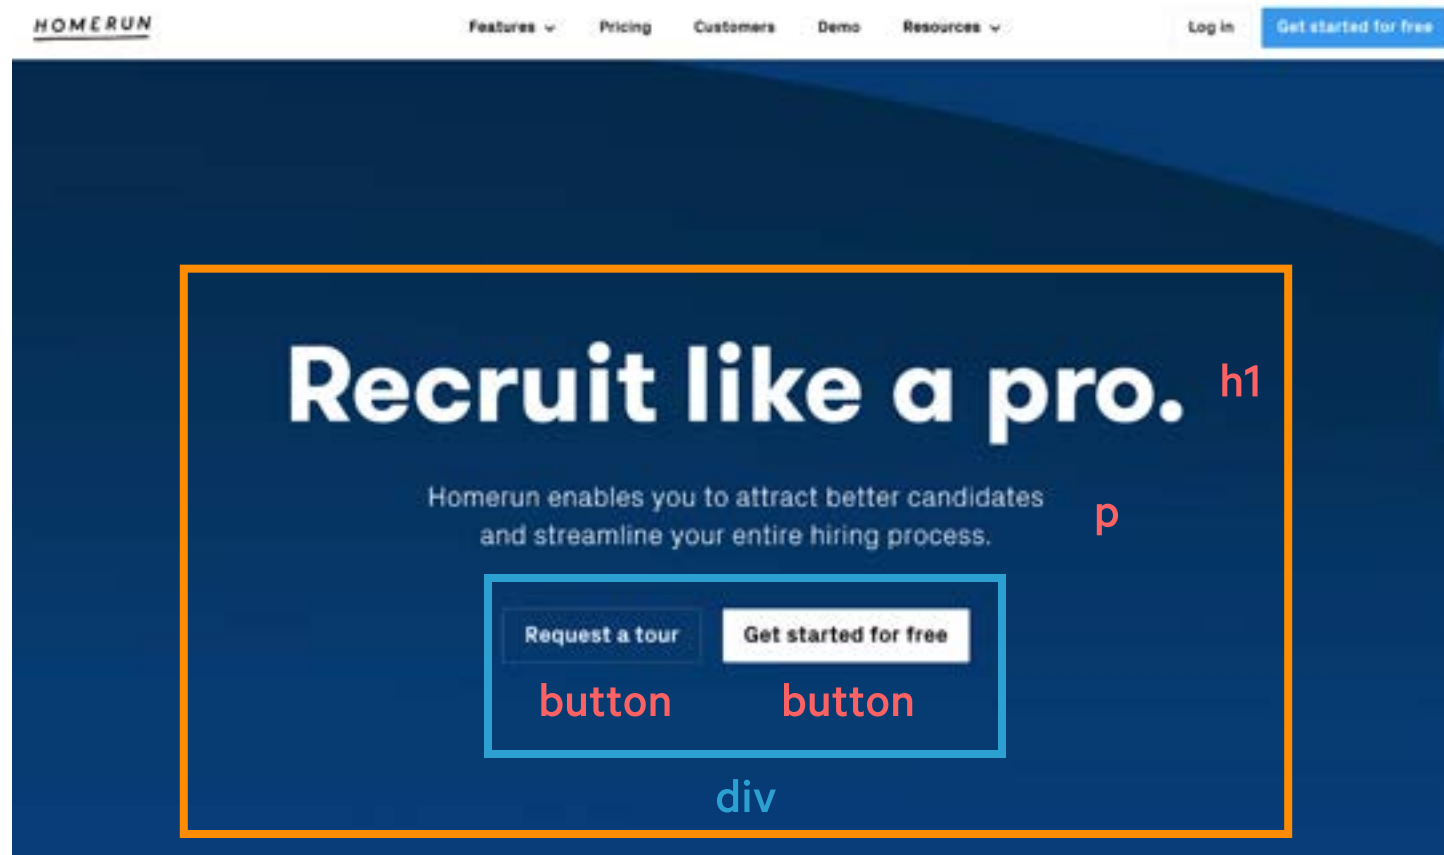 HOMERUN
Features Pricing Customers Demo Resources Log in Get started for free
Recruit like a pro. h1
Homerun enables you to attract better candidates
and streamline your entire hiring process. p
Request a tour Get started for free
button button
div